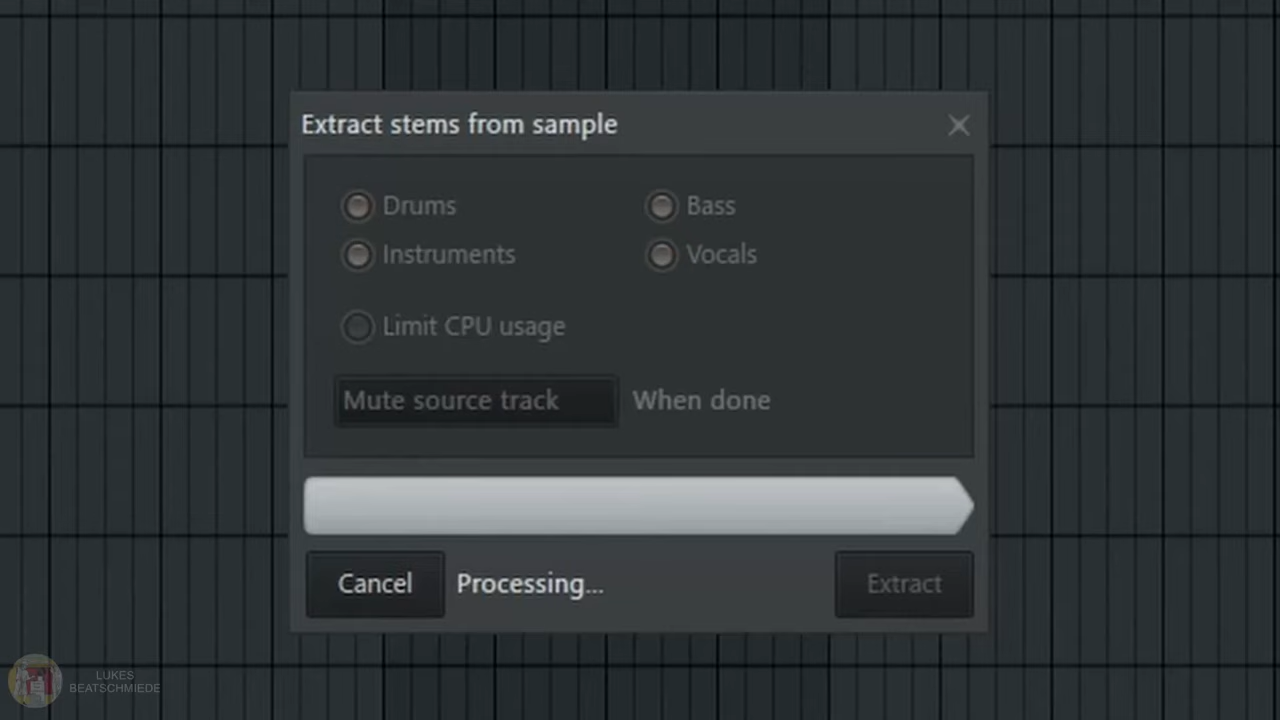 Extract stems from sample
Drums
Bass
Instruments
Vocals
Limit CPU usage
Mute source track
When done
Cancel
Processing...
Extract
LUKES
BEATSCHMIEDE